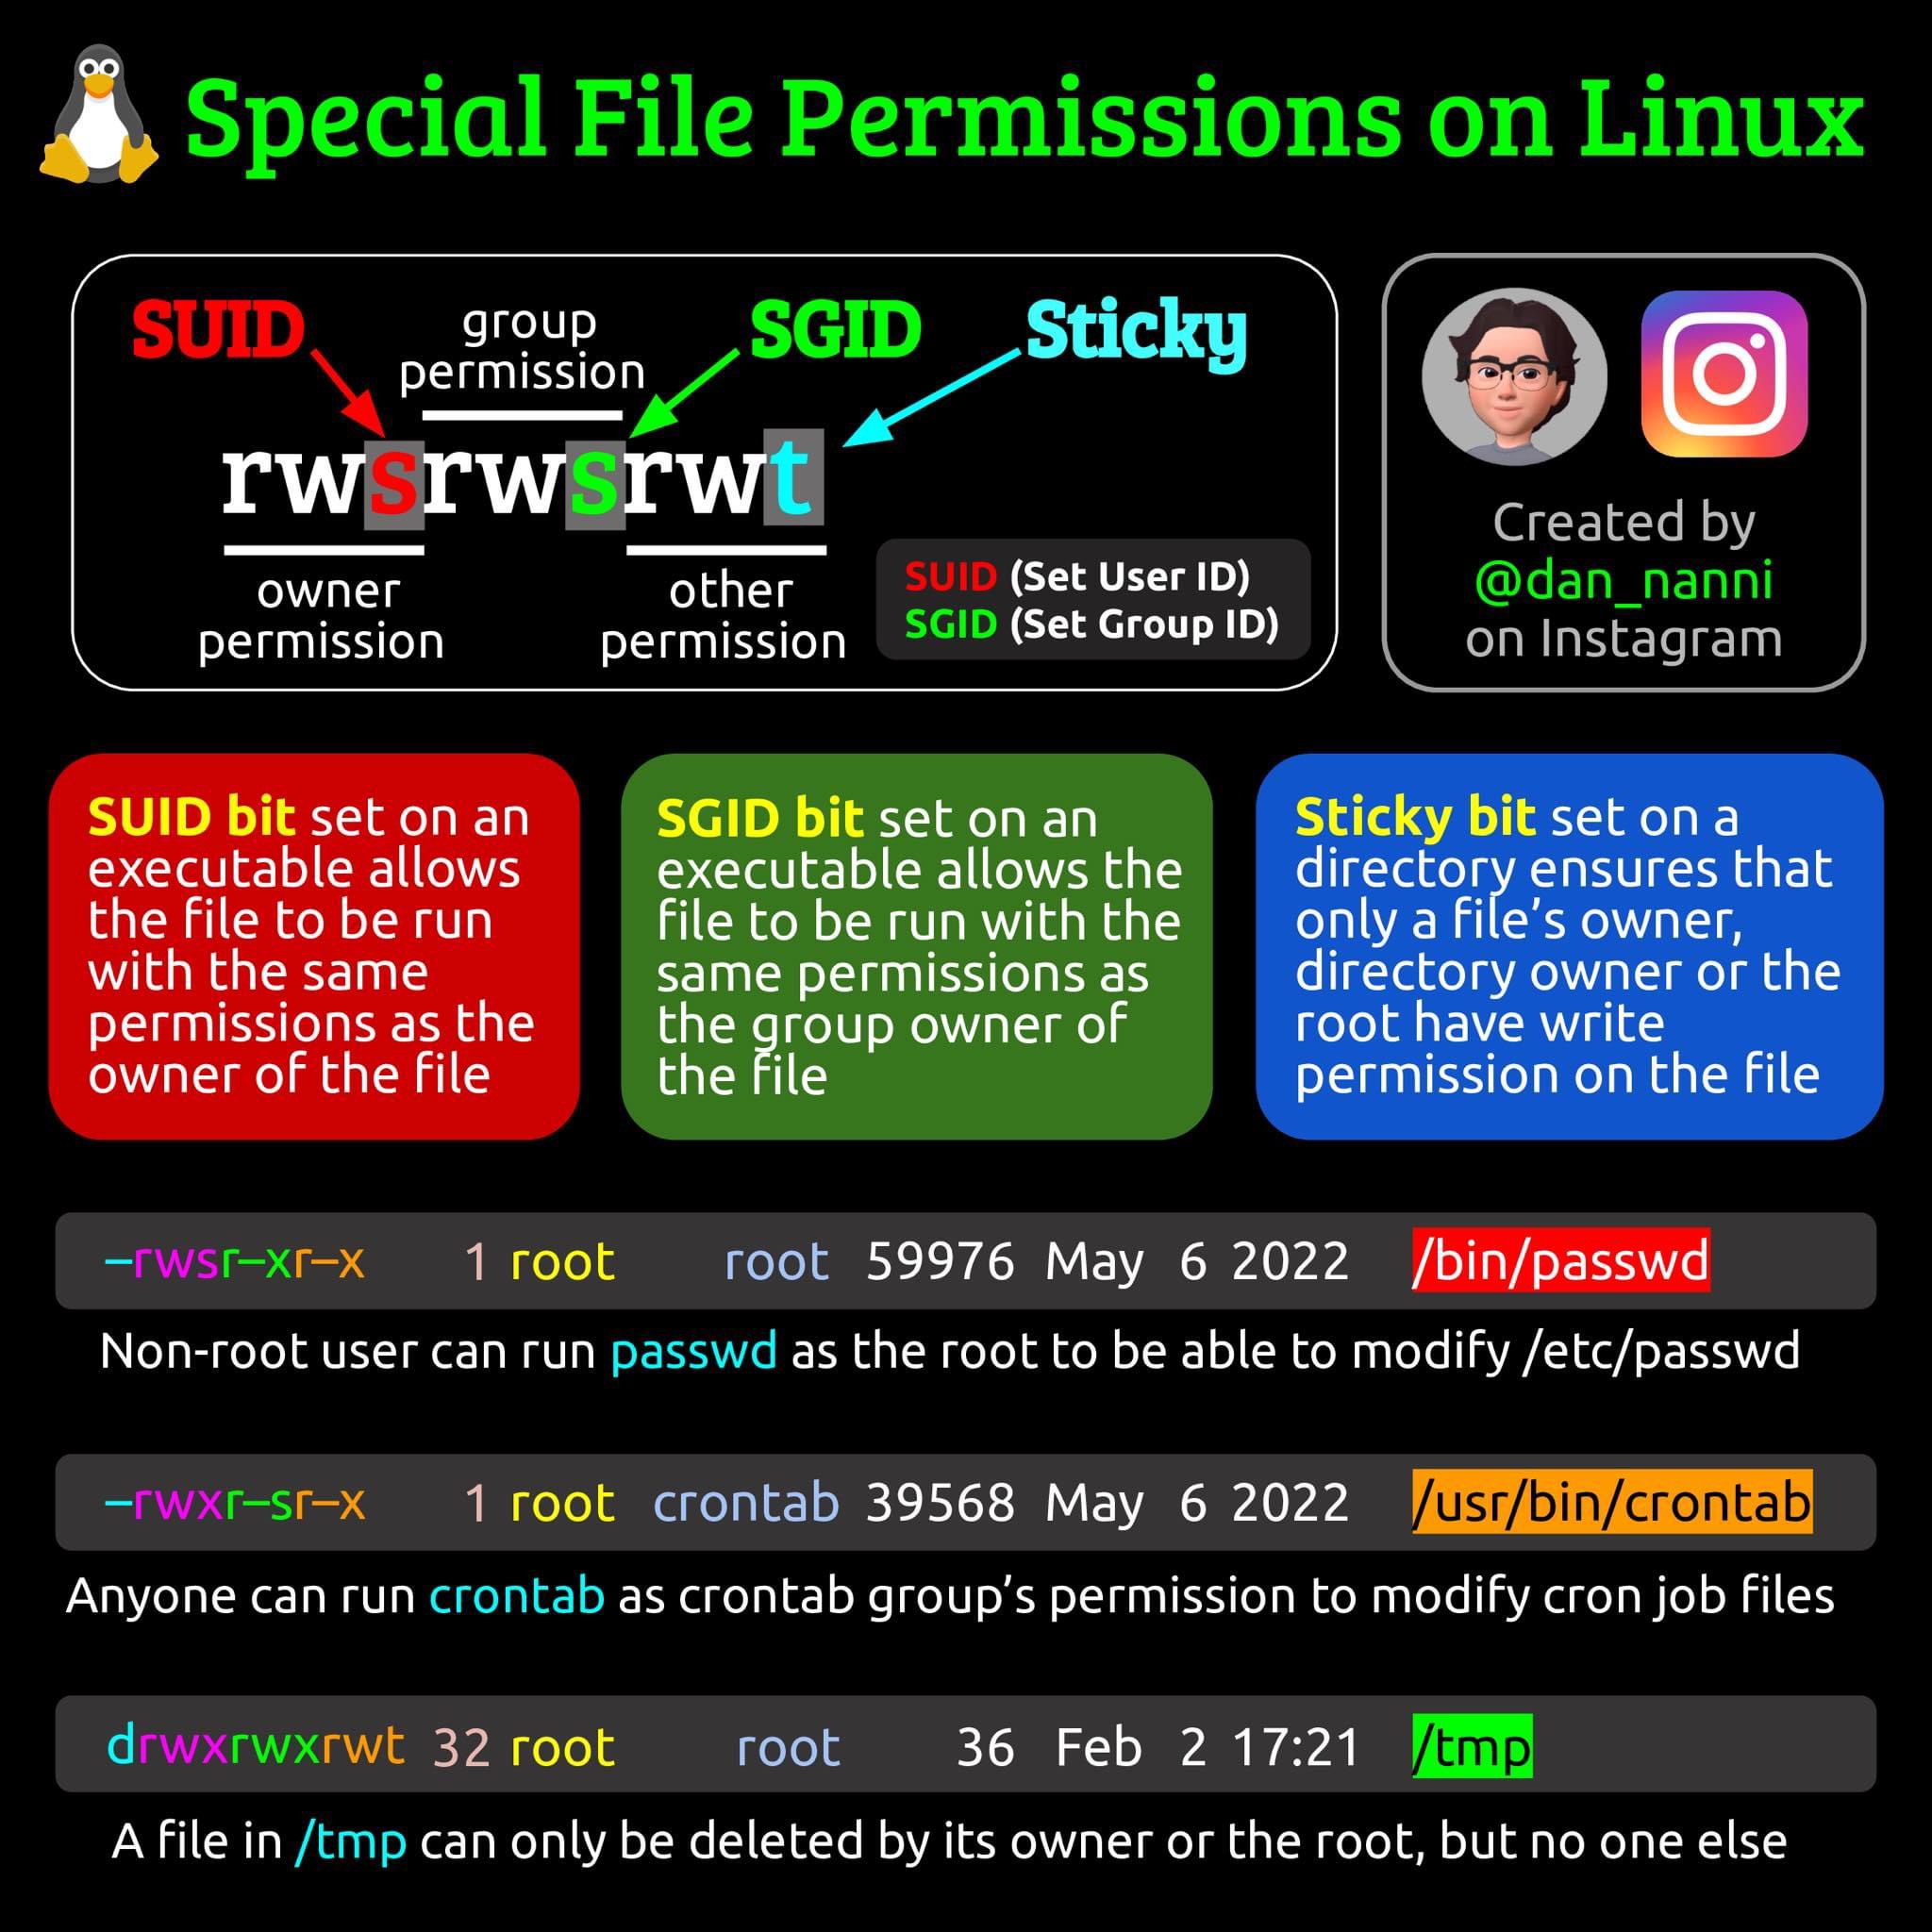 Special File Permissions on Linux
SUID
group
permission
SGID
Sticky
rwsrwsrwt
owner
permission
other
permission
SUID (Set User ID)
SGID (Set Group ID)
Created by
@dan_nanni
on Instagram
SUID bit set on an
executable allows
the file to be run
with the same
permissions as the
owner of the file
SGID bit set on an
executable allows the
file to be run with the
same permissions as
the group owner of
the file
Sticky bit set on a
directory ensures that
only a file’s owner,
directory owner or the
root have write
permission on the file
–rwsr–xr–x 1 root root 59976 May 6 2022 /bin/passwd
Non-root user can run passwd as the root to be able to modify /etc/passwd
–rwxr–sr–x 1 root crontab 39568 May 6 2022 /usr/bin/crontab
Anyone can run crontab as crontab group’s permission to modify cron job files
drwxrwxrwt 32 root root 36 Feb 2 17:21 /tmp
A file in /tmp can only be deleted by its owner or the root, but no one else